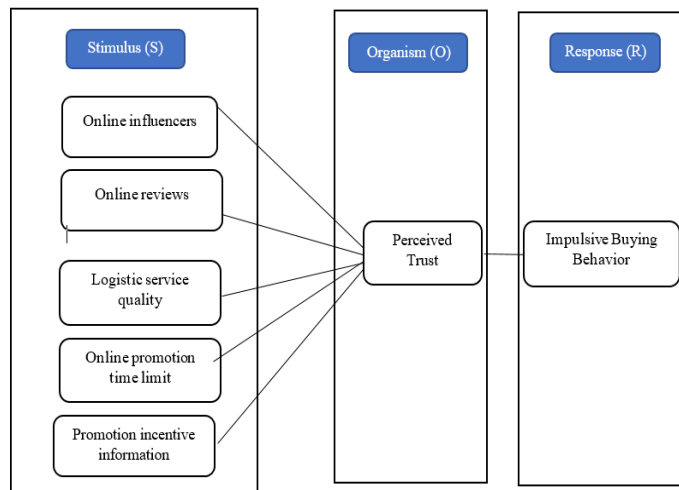 Stimulus (S)
Organism (O)
Response (R)
Online influencers
Online reviews
Logistic service
quality
Online promotion
time limit
Promotion incentive
information
Perceived
Trust
Impulsive Buying
Behavior